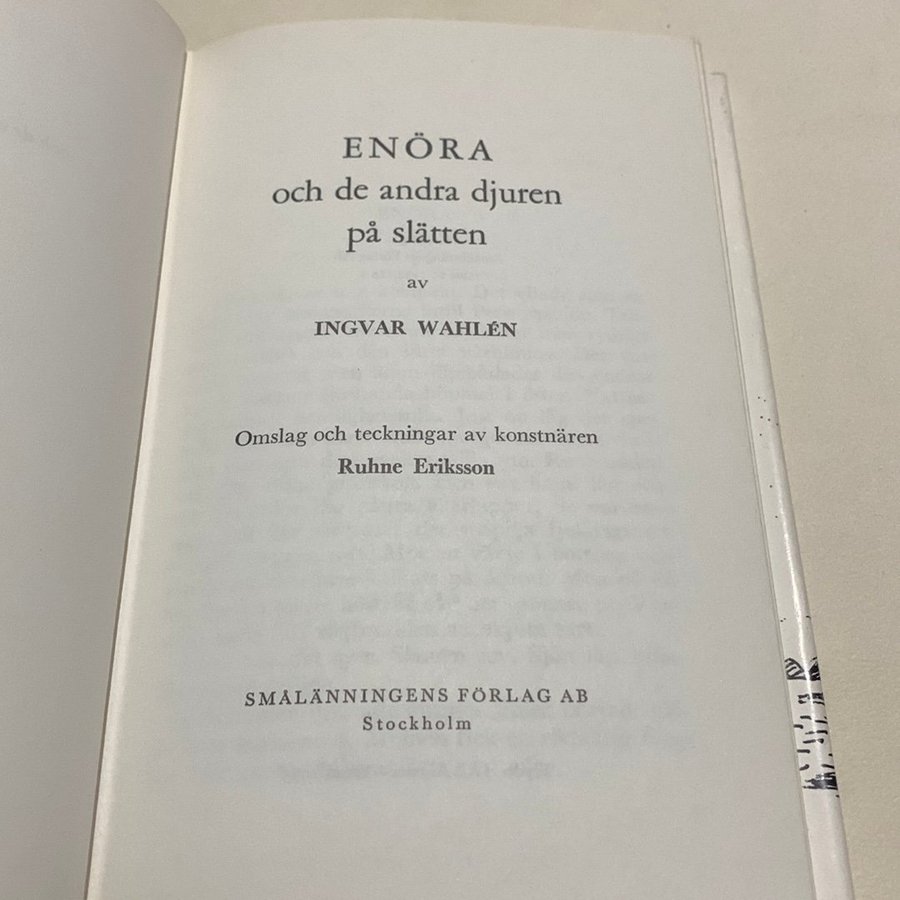 ENÖRA
och de andra djuren
på slätten
av
INGVAR WAHLÉN
Omslag och teckningar av konstnären
Ruhne Eriksson
SMÅLÄNNINGENS FÖRLAG AB
Stockholm